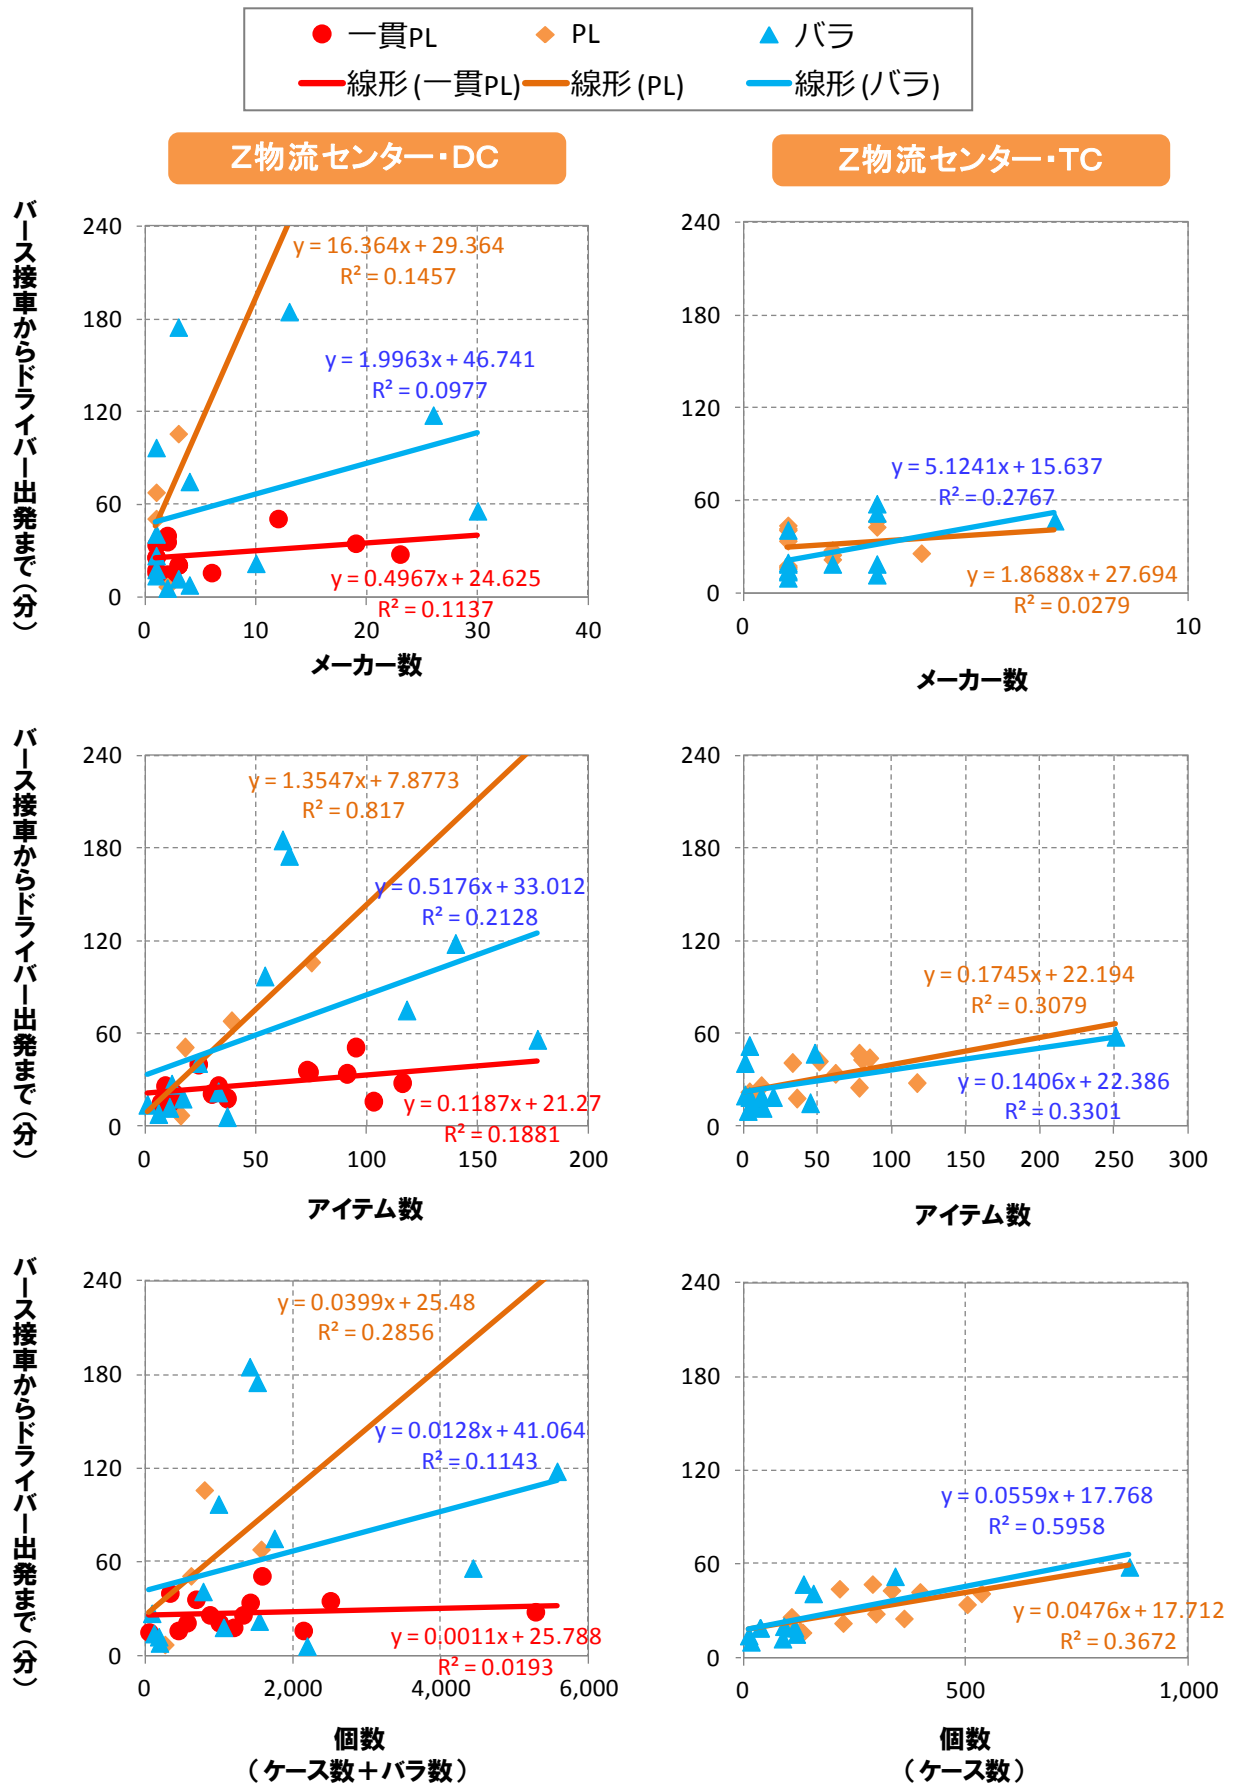 一貫PL PL バラ
線形 (一貫PL) 線形 (PL) 線形 (バラ)
Z物流センター・DC
Z物流センター・TC
バース接車からドライバー出発まで(分)
240
180
120
60
0
y = 16.364x + 29.364
R² = 0.1457
y = 1.9963x + 46.741
R² = 0.0977
y = 0.4967x + 24.625
R² = 0.1137
0 10 20 30 40
メーカー数
240
180
120
60
0
y = 5.1241x + 15.637
R² = 0.2767
y = 1.8688x + 27.694
R² = 0.0279
0 10
メーカー数
バース接車からドライバー出発まで(分)
240
180
120
60
0
y = 1.3547x + 7.8773
R² = 0.817
y = 0.5176x + 33.012
R² = 0.2128
y = 0.1187x + 21.27
R² = 0.1881
0 50 100 150 200
アイテム数
240
180
120
60
0
y = 0.1745x + 22.194
R² = 0.3079
y = 0.1406x + 22.386
R² = 0.3301
0 50 100 150 200 250 300
アイテム数
バース接車からドライバー出発まで(分)
240
180
120
60
0
y = 0.0399x + 25.48
R² = 0.2856
y = 0.0128x + 41.064
R² = 0.1143
y = 0.0011x + 25.788
R² = 0.0193
0 2,000 4,000 6,000
個数
(ケース数+バラ数)
240
180
120
60
0
y = 0.0559x + 17.768
R² = 0.5958
y = 0.0476x + 17.712
R² = 0.3672
0 500 1,000
個数
(ケース数)